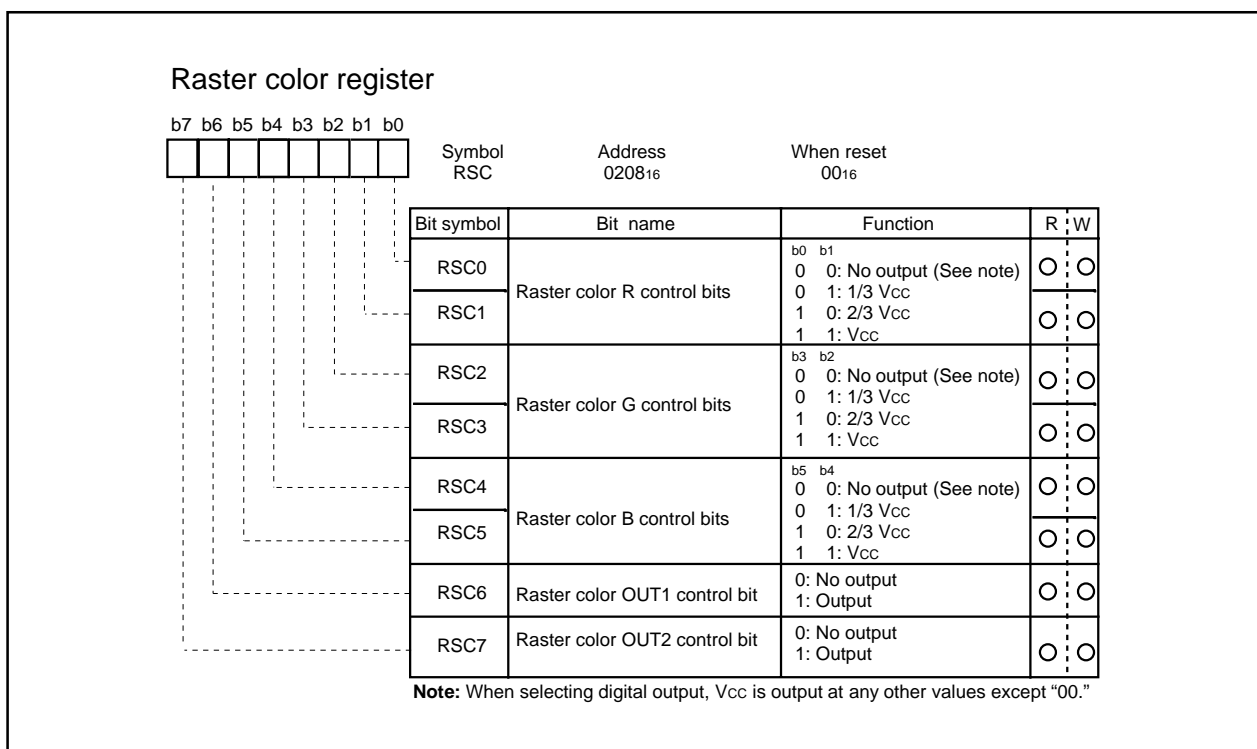 Raster color register
b7 b6 b5 b4 b3 b2 b1 b0
Symbol Address When reset
RSC 020816 0016
Bit symbol Bit name Function R W
RSC0
RSC1
Raster color R control bits
b0 b1
0 0: No output (See note)
0 1: 1/3 VCC
1 0: 2/3 VCC
1 1: VCC
RSC2
RSC3
Raster color G control bits
b3 b2
0 0: No output (See note)
0 1: 1/3 VCC
1 0: 2/3 VCC
1 1: VCC
RSC4
RSC5
Raster color B control bits
b5 b4
0 0: No output (See note)
0 1: 1/3 VCC
1 0: 2/3 VCC
1 1: VCC
RSC6
Raster color OUT1 control bit
0: No output
1: Output
RSC7
Raster color OUT2 control bit
0: No output
1: Output
Note: When selecting digital output, VCC is output at any other values except “00.”